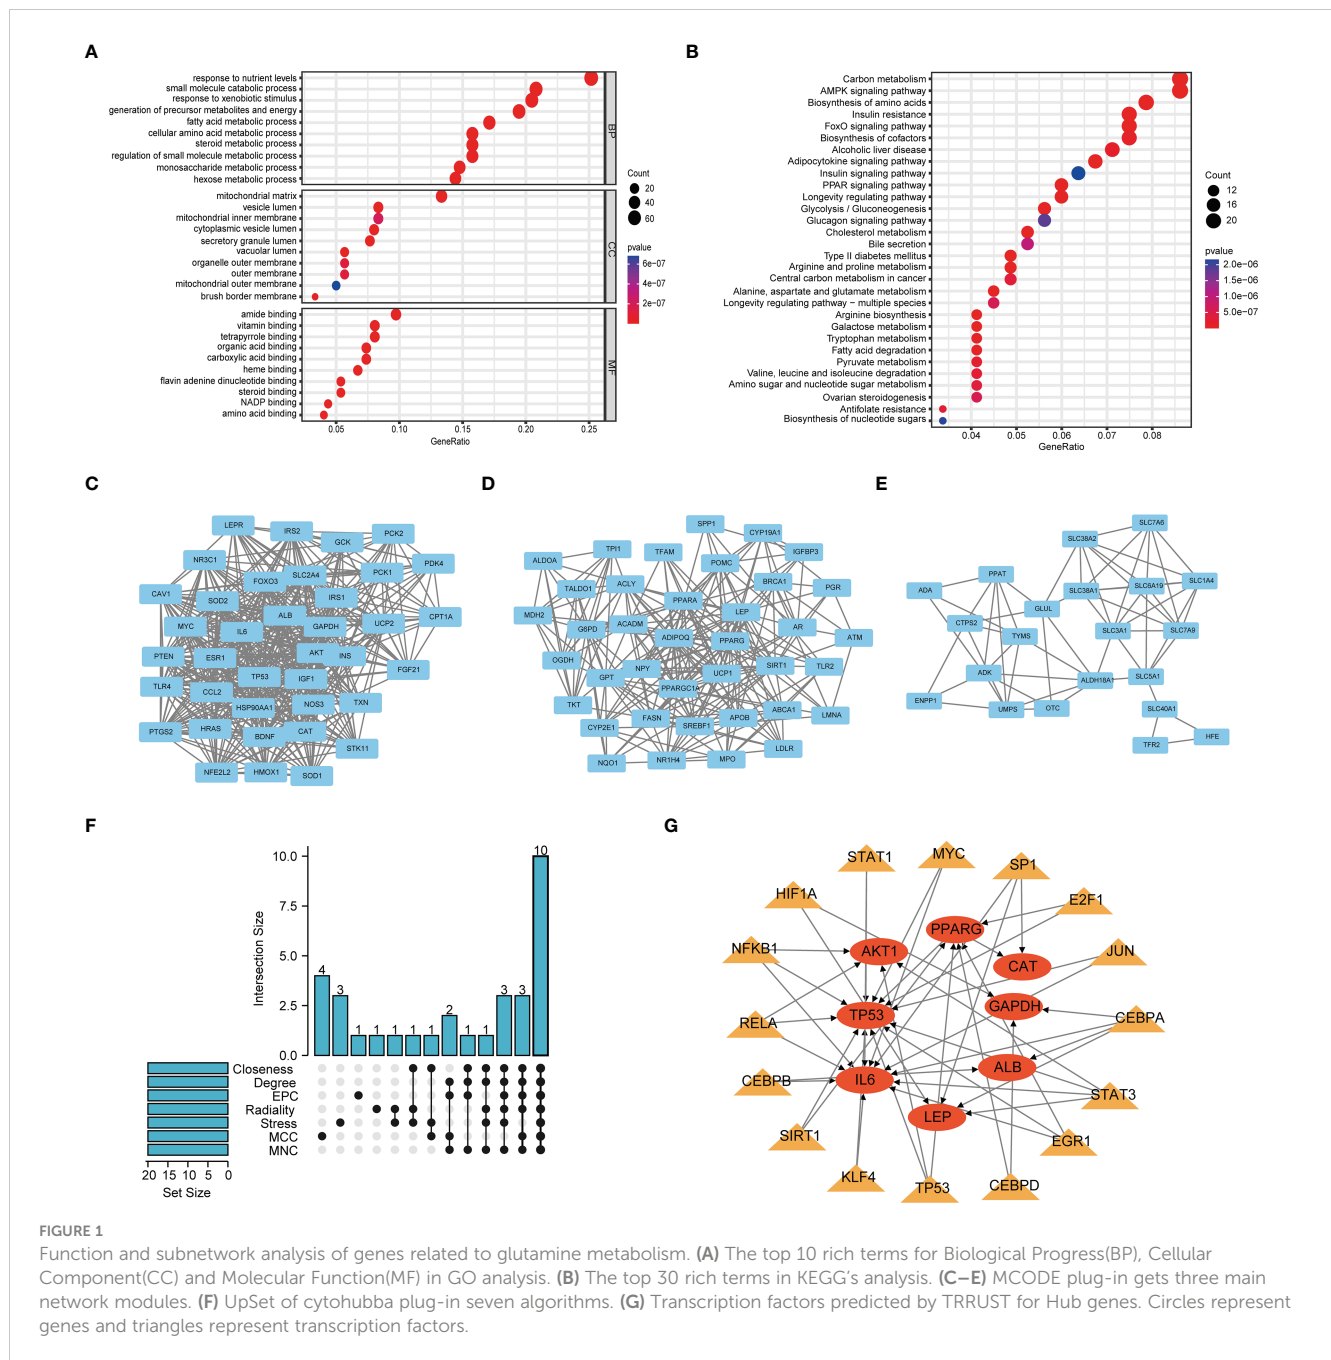 A
response to nutrient levels
small molecule catabolic process
response to xenobiotic stimulus
generation of precursor metabolites and energy
fatty acid metabolic process
cellular amino acid metabolic process
steroid metabolic process
regulation of small molecule metabolic process
monosaccharide metabolic process
hexose metabolic process
BP
mitochondrial matrix
vesicle lumen
mitochondrial inner membrane
cytoplasmic vesicle lumen
secretory granule lumen
vacuolar lumen
organelle outer membrane
outer membrane
mitochondrial outer membrane
brush border membrane
CC
amide binding
vitamin binding
tetrapyrrole binding
organic acid binding
carboxylic acid binding
heme binding
flavin adenine dinucleotide binding
steroid binding
NADP binding
amino acid binding
MF
0.05 0.10 0.15 0.20 0.25
GeneRatio
Count
20
40
60
pvalue
6e-07
4e-07
2e-07
B
Carbon metabolism
AMPK signaling pathway
Biosynthesis of amino acids
Insulin resistance
FoxO signaling pathway
Biosynthesis of cofactors
Alcoholic liver disease
Adipocytokine signaling pathway
Insulin signaling pathway
PPAR signaling pathway
Longevity regulating pathway
Glycolysis / Gluconeogenesis
Glucagon signaling pathway
Cholesterol metabolism
Bile secretion
Type II diabetes mellitus
Arginine and proline metabolism
Central carbon metabolism in cancer
Alanine, aspartate and glutamate metabolism
Longevity regulating pathway − multiple species
Arginine biosynthesis
Galactose metabolism
Tryptophan metabolism
Fatty acid degradation
Pyruvate metabolism
Valine, leucine and isoleucine degradation
Amino sugar and nucleotide sugar metabolism
Ovarian steroidogenesis
Antifolate resistance
Biosynthesis of nucleotide sugars
0.04 0.05 0.06 0.07 0.08
GeneRatio
Count
12
16
20
pvalue
2.0e-06
1.5e-06
1.0e-06
5.0e-07
C
LEPR
IRS2
PCK2
GCK
NR3C1
PDK4
FOXO3
SLC2A4
PCK1
CAV1
SOD2
IRS1
ALB
CPT1A
MYC
IL6
GAPDH
UCP2
PTEN
ESR1
AKT
INS
FGF21
TP53
IGF1
TLR4
CCL2
HSP90AA1
NOS3
TXN
PTGS2
HRAS
BDNF
CAT
STK11
NFE2L2
HMOX1
SOD1
D
SPP1
CYP19A1
TPI1
TFAM
IGFBP3
ALDOA
POMC
TALDO1
ACLY
BRCA1
PGR
PPARA
LEP
MDH2
G6PD
ACADM
ADIPOQ
PPARG
AR
ATM
OGDH
NPY
SIRT1
TLR2
GPT
UCP1
PPARGC1A
TKT
ABCA1
LMNA
CYP2E1
FASN
SREBF1
APOB
LDLR
NQO1
NR1H4
MPO
E
SLC7A6
SLC38A2
PPAT
SLC1A4
ADA
SLC38A1
SLC6A19
GLUL
CTPS2
TYMS
SLC3A1
SLC7A9
ADK
ALDH18A1
SLC5A1
ENPP1
UMPS
OTC
SLC40A1
TFR2
HFE
F
Intersection Size
10.0
7.5
5.0
2.5
0.0
4 3 1 1 1 1 1 2 1 1 3 3 10
Closeness
Degree
EPC
Radiality
Stress
MCC
MNC
20 15 10 5 0
Set Size
G
STAT1
MYC
SP1
HIF1A
E2F1
NFKB1
AKT1
PPARG
JUN
CAT
RELA
TP53
GAPDH
CEBPA
CEBPB
IL6
ALB
STAT3
LEP
SIRT1
EGR1
KLF4
TP53
CEBPD
FIGURE 1
Function and subnetwork analysis of genes related to glutamine metabolism. (A) The top 10 rich terms for Biological Progress(BP), Cellular
Component(CC) and Molecular Function(MF) in GO analysis. (B) The top 30 rich terms in KEGG's analysis. (C–E) MCODE plug-in gets three main
network modules. (F) UpSet of cytohubba plug-in seven algorithms. (G) Transcription factors predicted by TRRUST for Hub genes. Circles represent
genes and triangles represent transcription factors.